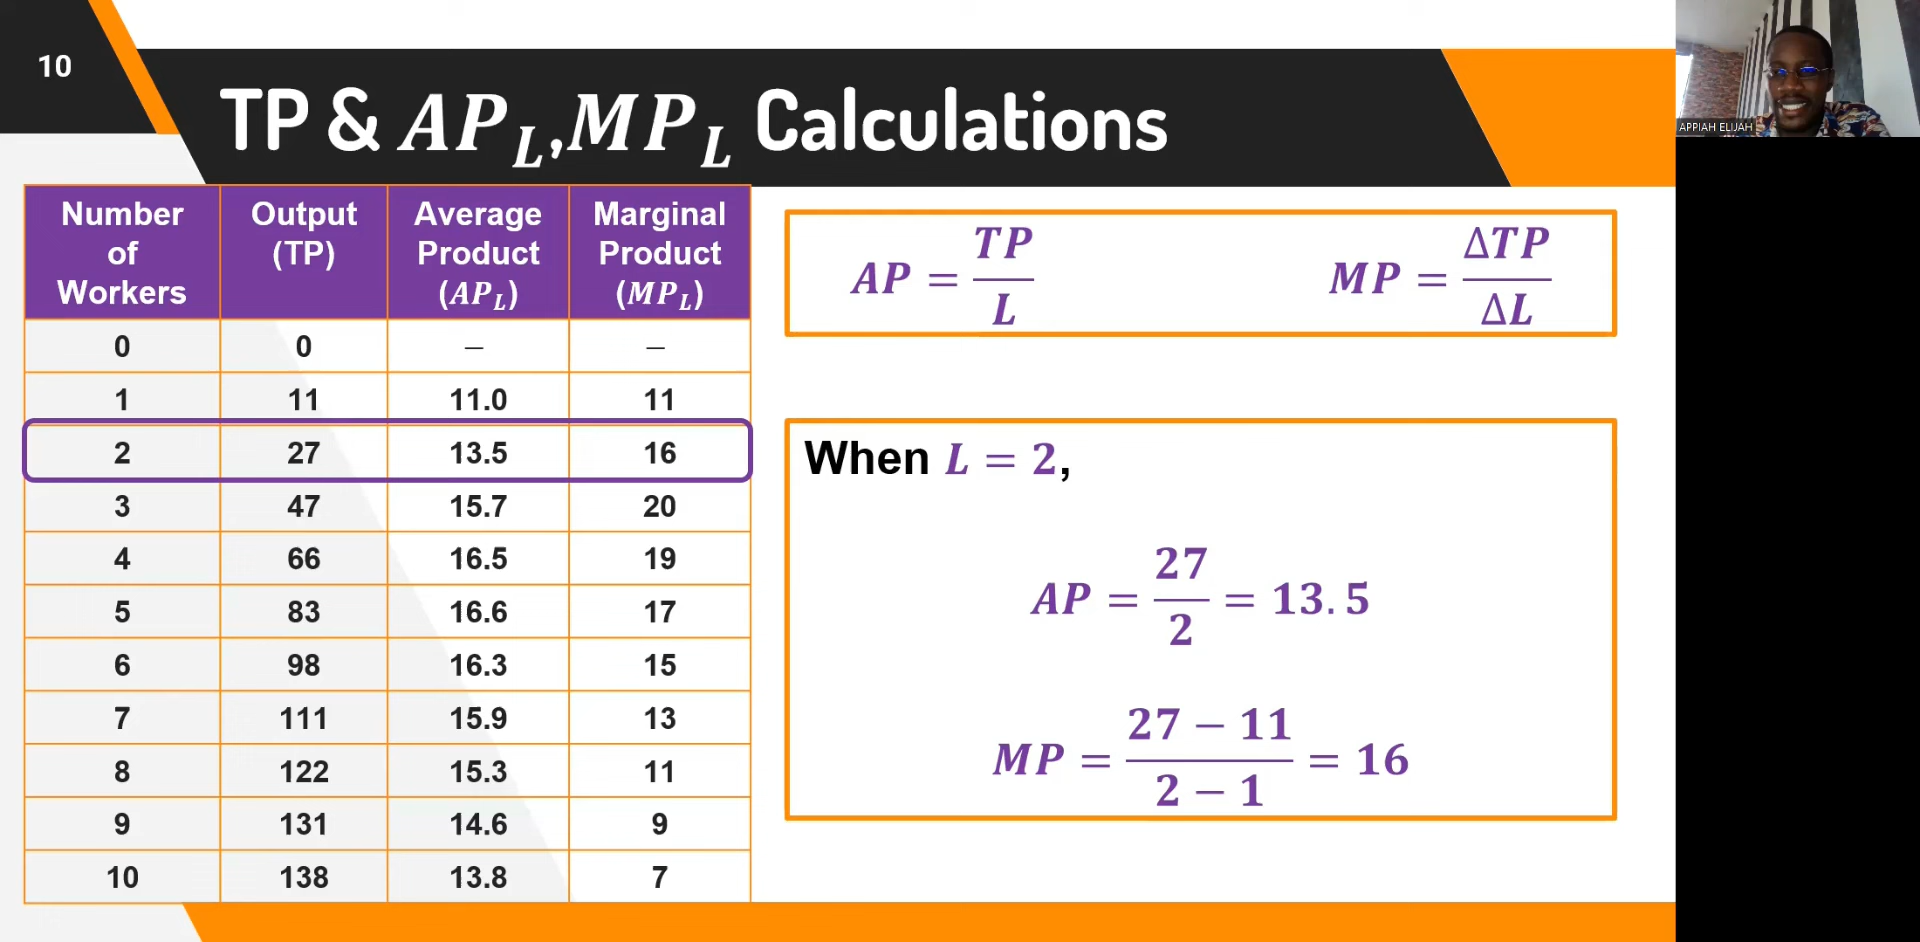 10
TP & AP_L,MP_L Calculations
APPIAH ELIJAH
Number of Workers Output (TP) Average Product (AP_L) Marginal Product (MP_L)
0 0 – –
1 11 11.0 11
2 27 13.5 16
3 47 15.7 20
4 66 16.5 19
5 83 16.6 17
6 98 16.3 15
7 111 15.9 13
8 122 15.3 11
9 131 14.6 9
10 138 13.8 7
AP = TP/L MP = ΔTP/ΔL
When L = 2,
AP = 27/2 = 13.5
MP = (27 − 11)/(2 − 1) = 16